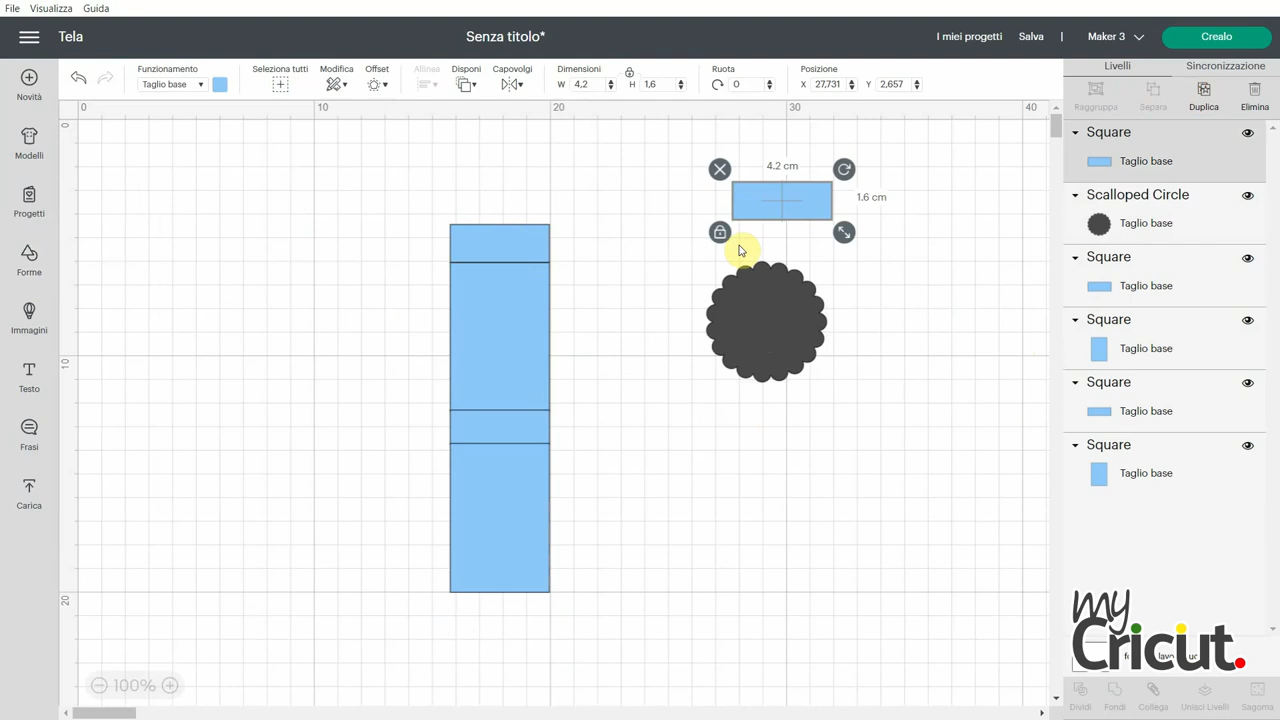 File Visualizza Guida
Tela
Senza titolo*
I miei progetti Salva | Maker 3 Crealo
Funzionamento Seleziona tutti Modifica Offset Allinea Disponi Capovolgi Dimensioni Ruota Posizione
Taglio base W 4,2 H 1,6 0 X 27,731 Y 2,657
Livelli Sincronizzazione
Raggruppa Separa Duplica Elimina
0 10 20 30 40
0
10
20
Novità
Modelli
Progetti
Forme
Immagini
Testo
Frasi
Carica
4.2 cm
1.6 cm
Square
Taglio base
Scalloped Circle
Taglio base
Square
Taglio base
Square
Taglio base
Square
Taglio base
Square
Taglio base
my
Cricut.
100%
Dividi Fondi Collega Unisci Livelli Sagoma